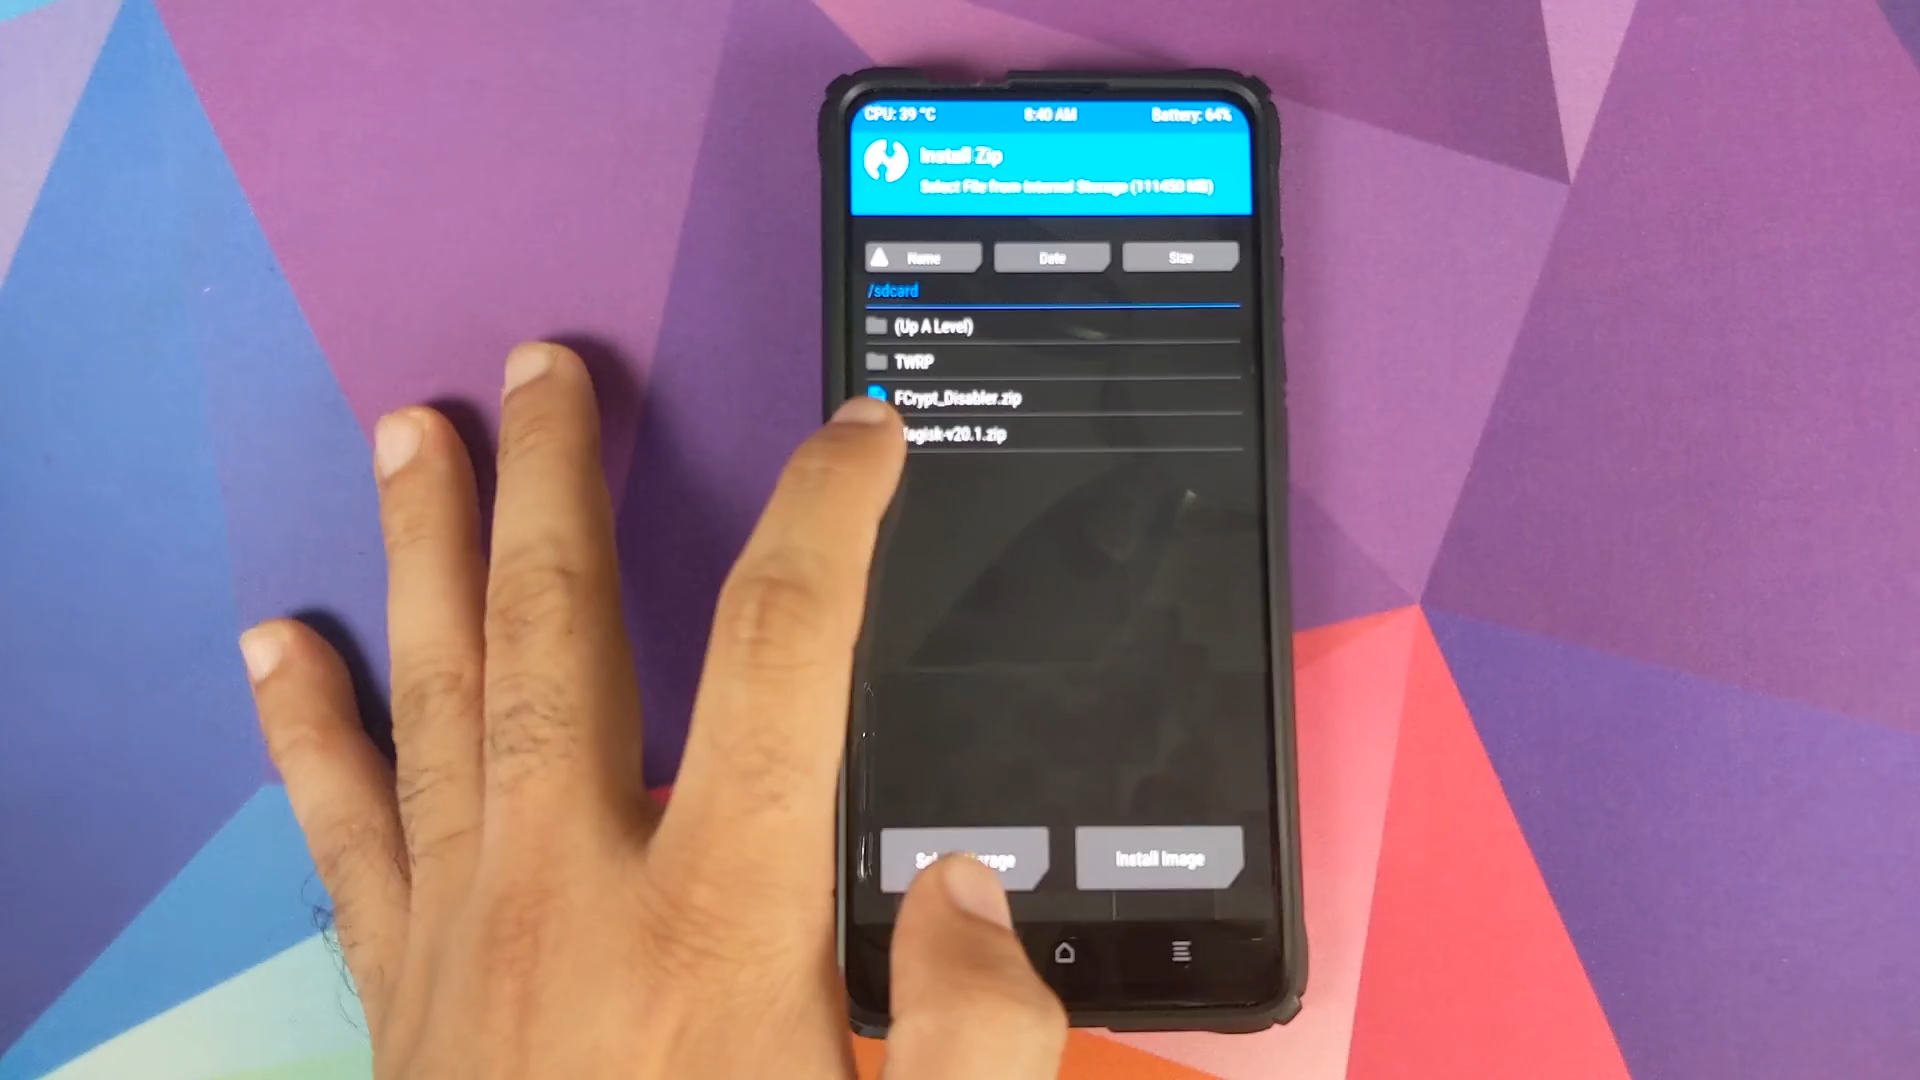 CPU: 39 °C 8:40 AM Battery: 64%
Install Zip
Select File from Internal Storage (111450 MB)
Name Date Size
/sdcard
(Up A Level)
TWRP
FCrypt_Disabler.zip
Magisk-v20.1.zip
Select Storage Install Image